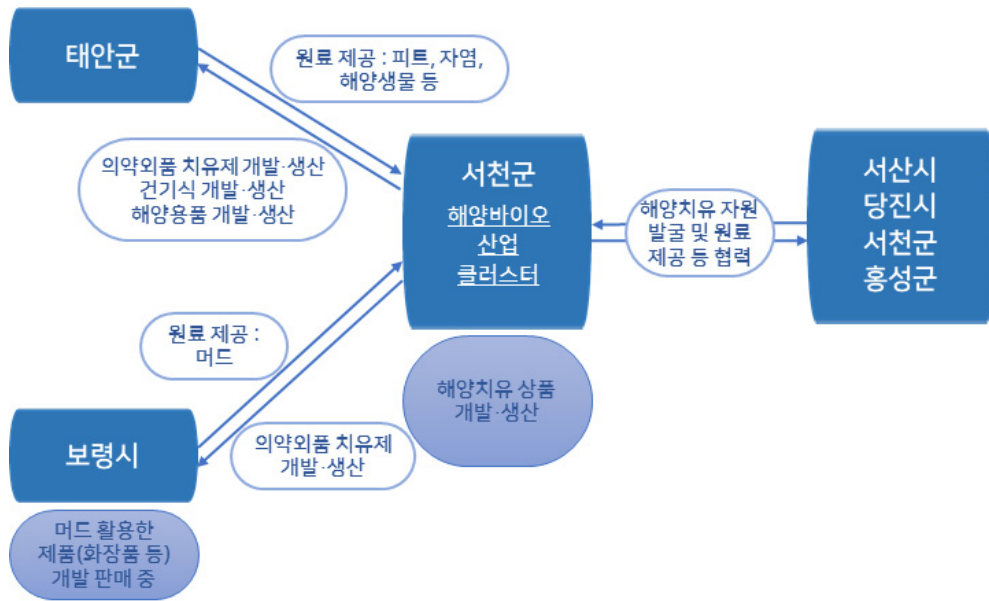 태안군
원료 제공 : 피트, 자염,
해양생물 등
의약외품 치유제 개발·생산
건기식 개발·생산
해양용품 개발·생산
서천군
해양바이오
산업
클러스터
해양치유 자원
발굴 및 원료
제공 등 협력
서산시
당진시
서천군
홍성군
원료 제공 :
머드
해양치유 상품
개발·생산
보령시
의약외품 치유제
개발·생산
머드 활용한
제품(화장품 등)
개발 판매 중